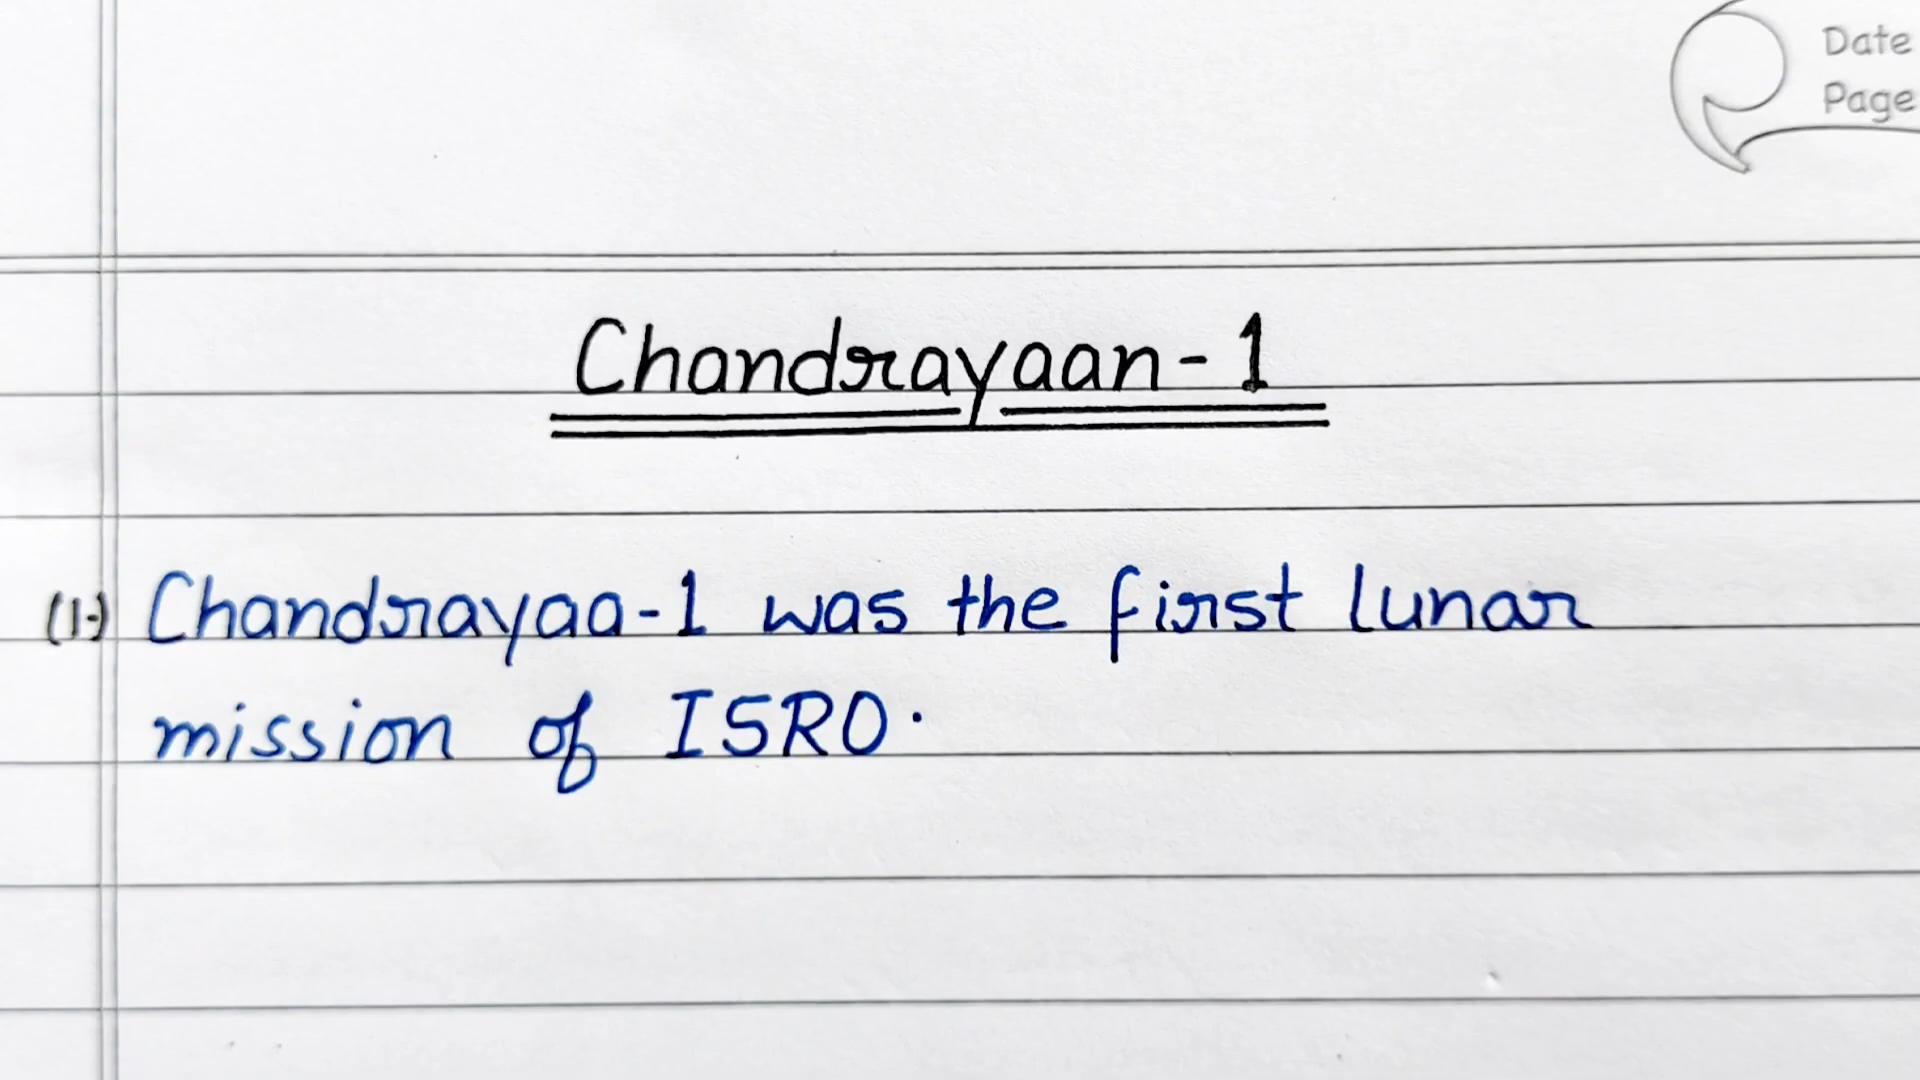 Date
Page
Chandrayaan-1
(1.) Chandrayaa-1 was the first lunar
mission of ISRO.